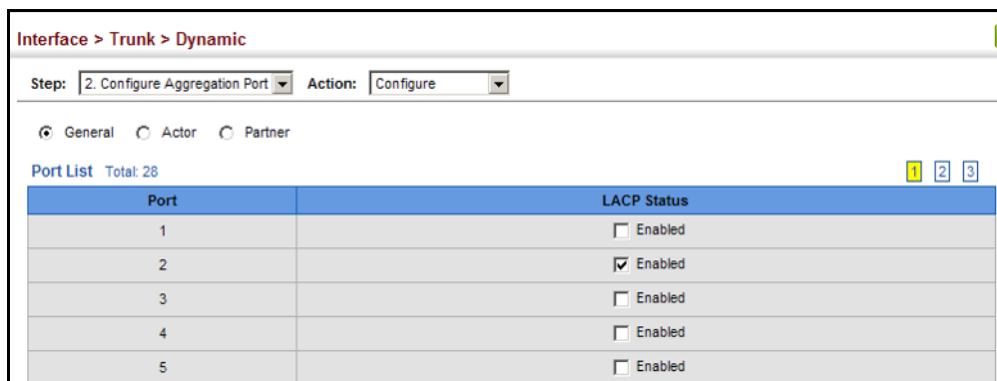 Interface > Trunk > Dynamic
Step: 2. Configure Aggregation Port Action: Configure
General Actor Partner
Port List Total: 28 1 2 3
Port LACP Status
1 Enabled
2 Enabled
3 Enabled
4 Enabled
5 Enabled